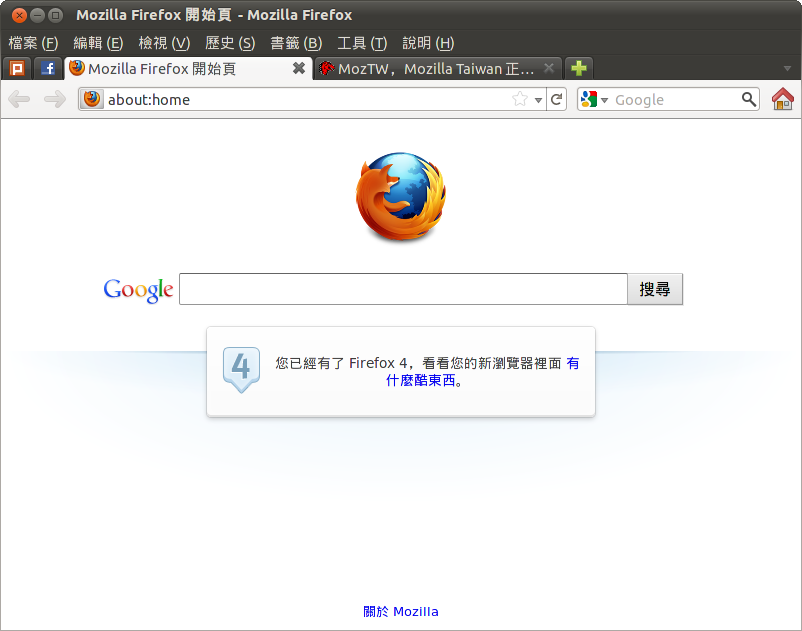 Mozilla Firefox 開始頁 - Mozilla Firefox
檔案 (F) 編輯 (E) 檢視 (V) 歷史 (S) 書籤 (B) 工具 (T) 說明 (H)
Mozilla Firefox 開始頁 MozTW，Mozilla Taiwan 正...
about:home Google
Google 搜尋
4
您已經有了 Firefox 4，看看您的新瀏覽器裡面 有
什麼酷東西。
關於 Mozilla